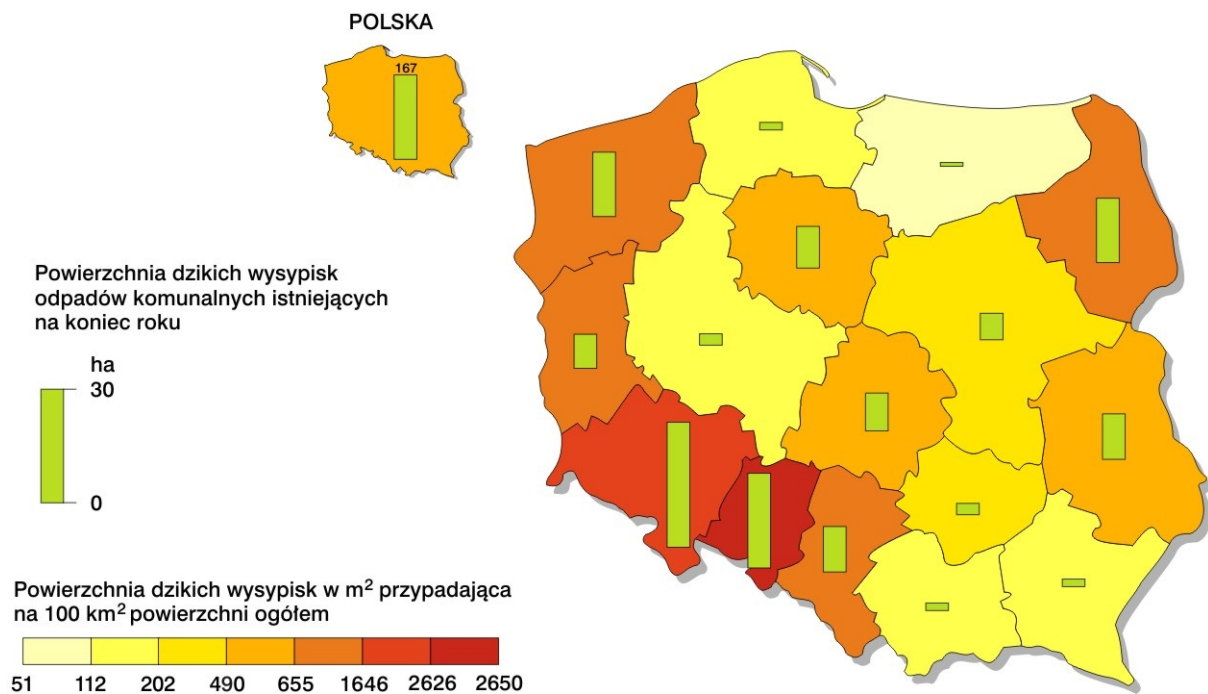 POLSKA
167
Powierzchnia dzikich wysypisk
odpadów komunalnych istniejących
na koniec roku
ha
30
0
Powierzchnia dzikich wysypisk w m² przypadająca
na 100 km² powierzchni ogółem
51 112 202 490 655 1646 2626 2650